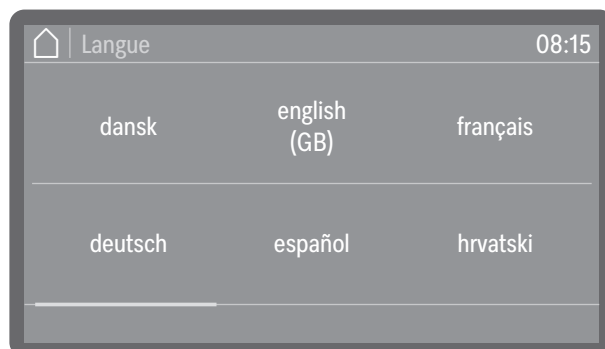 Langue 08:15
dansk english (GB) français
deutsch español hrvatski